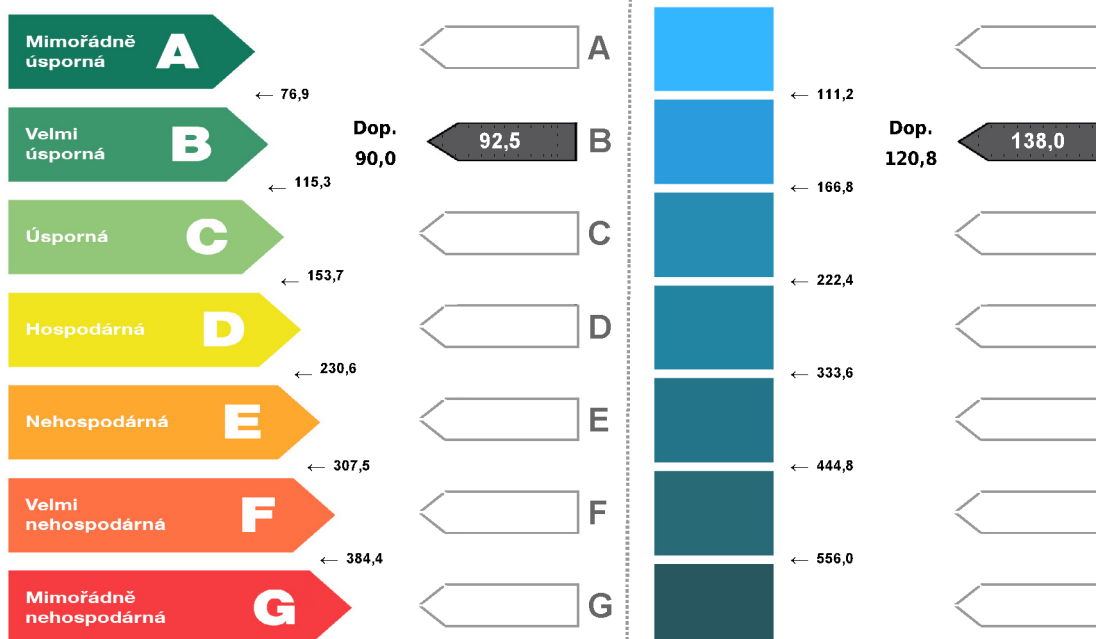 Mimořádně
úsporná
A
A
← 76,9
← 111,2
Velmi
úsporná
B
Dop.
90,0
92,5
B
Dop.
120,8
138,0
← 115,3
← 166,8
Úsporná
C
C
← 153,7
← 222,4
Hospodárná
D
D
← 230,6
← 333,6
Nehospodárná
E
E
← 307,5
← 444,8
Velmi
nehospodárná
F
F
← 384,4
← 556,0
Mimořádně
nehospodárná
G
G